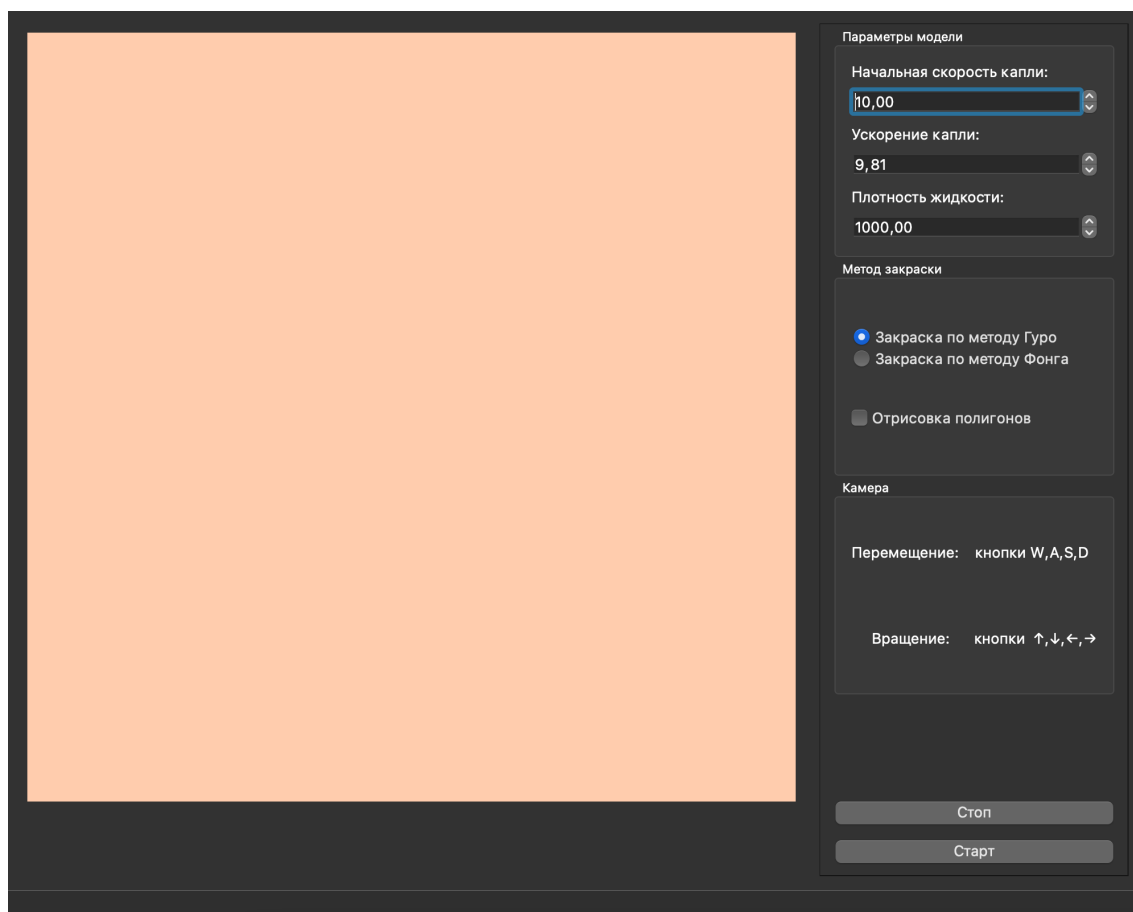 Параметры модели
Начальная скорость капли:
10,00
Ускорение капли:
9,81
Плотность жидкости:
1000,00
Метод закраски
Закраска по методу Гуро
Закраска по методу Фонга
Отрисовка полигонов
Камера
Перемещение: кнопки W,A,S,D
Вращение: кнопки ↑,↓,←,→
Стоп
Старт